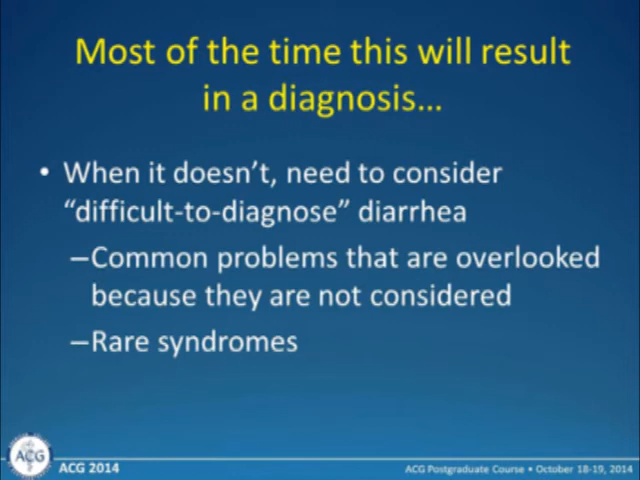 Most of the time this will result
in a diagnosis...
• When it doesn't, need to consider
"difficult-to-diagnose" diarrhea
–Common problems that are overlooked
because they are not considered
–Rare syndromes
ACG
ACG 2014
ACG Postgraduate Course • October 18-19, 2014